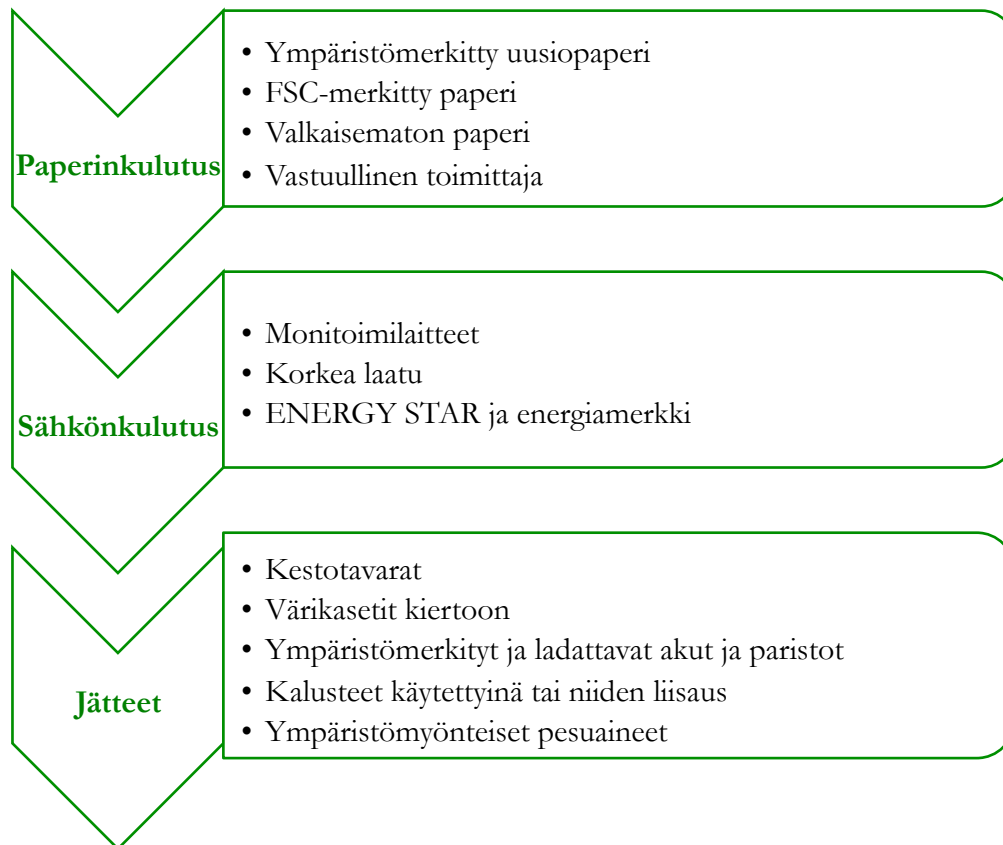 Paperinkulutus
• Ympäristömerkitty uusiopaperi
• FSC-merkitty paperi
• Valkaisematon paperi
• Vastuullinen toimittaja
Sähkönkulutus
• Monitoimilaitteet
• Korkea laatu
• ENERGY STAR ja energiamerkki
Jätteet
• Kestotavarat
• Värikasetit kiertoon
• Ympäristömerkityt ja ladattavat akut ja paristot
• Kalusteet käytettyinä tai niiden liisaus
• Ympäristömyönteiset pesuaineet